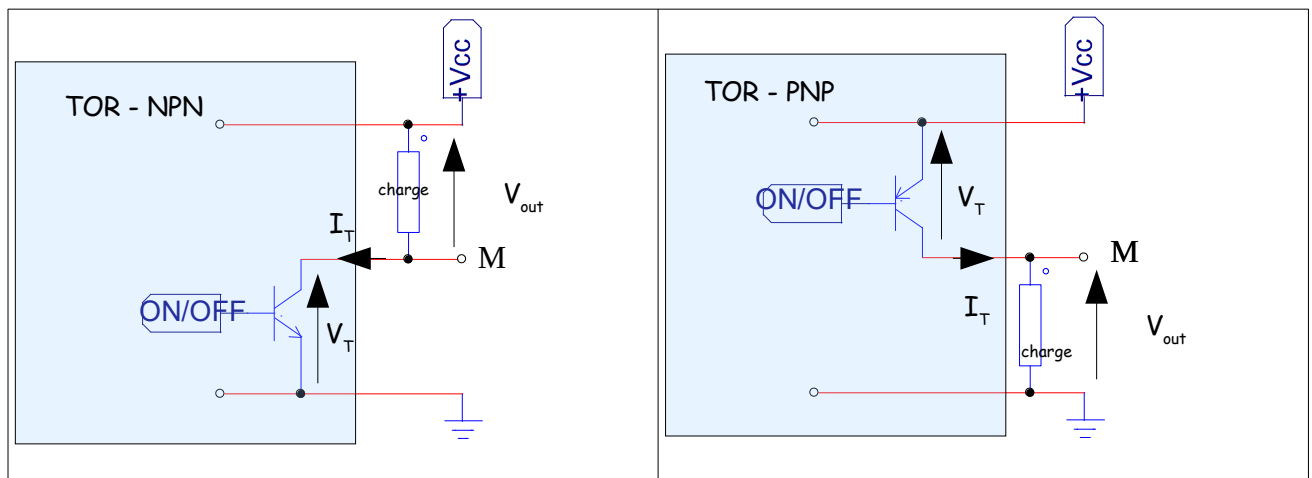 +Vcc
TOR - NPN
charge
V out
I T
M
ON/OFF
V T
+Vcc
TOR - PNP
ON/OFF
V T
M
I T
V out
charge